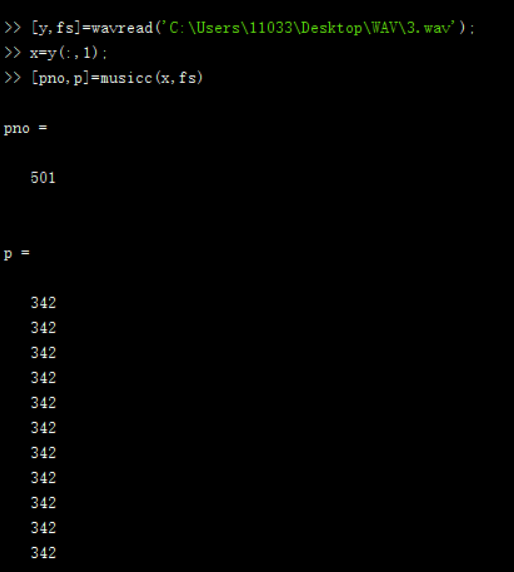 >> [y,fs]=wavread('C:\Users\11033\Desktop\WAV\3.wav');
>> x=y(:,1);
>> [pno,p]=musicc(x,fs)
pno =
501
p =
342
342
342
342
342
342
342
342
342
342
342